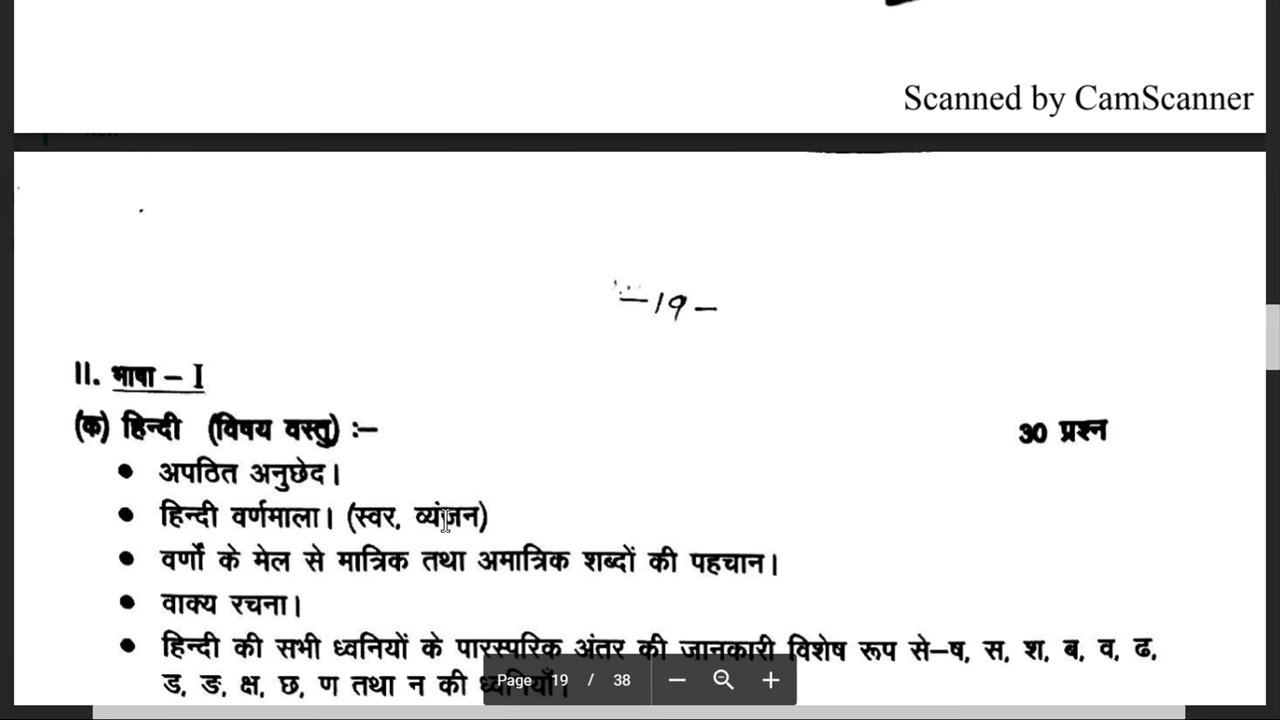 Scanned by CamScanner
–19–
II. भाषा – I
(क) हिन्दी (विषय वस्तु) :–
30 प्रश्न
• अपठित अनुछेद।
• हिन्दी वर्णमाला। (स्वर, व्यंजन)
• वर्णों के मेल से मात्रिक तथा अमात्रिक शब्दों की पहचान।
• वाक्य रचना।
• हिन्दी की सभी ध्वनियों के पारस्परिक अंतर की जानकारी विशेष रूप से–ष, स, श, ब, व, ढ,
ड, ङ, क्ष, छ, ण तथा न की ध्वनियाँ।
Page 19 / 38